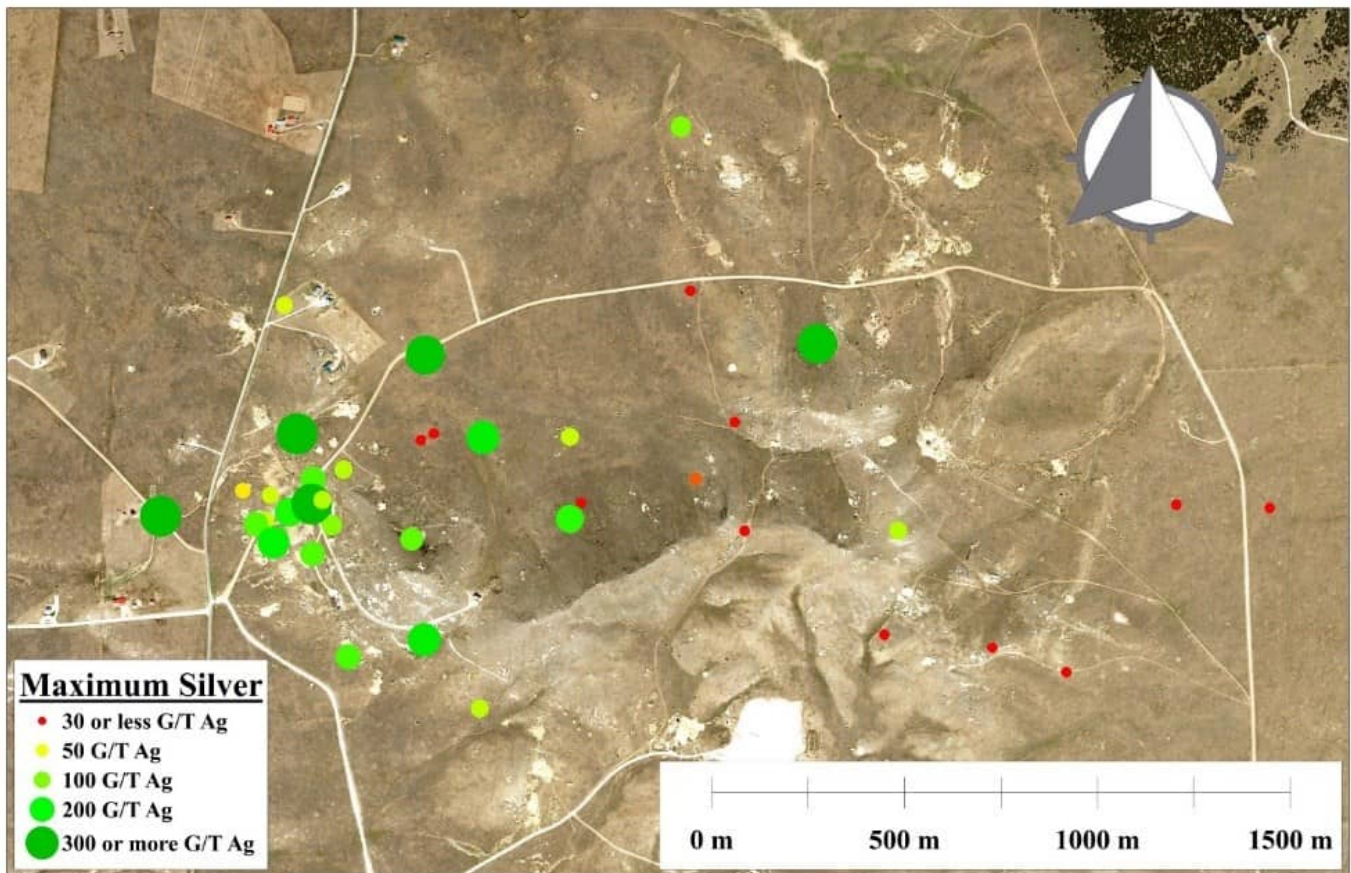 Maximum Silver
30 or less G/T Ag
50 G/T Ag
100 G/T Ag
200 G/T Ag
300 or more G/T Ag
0 m 500 m 1000 m 1500 m